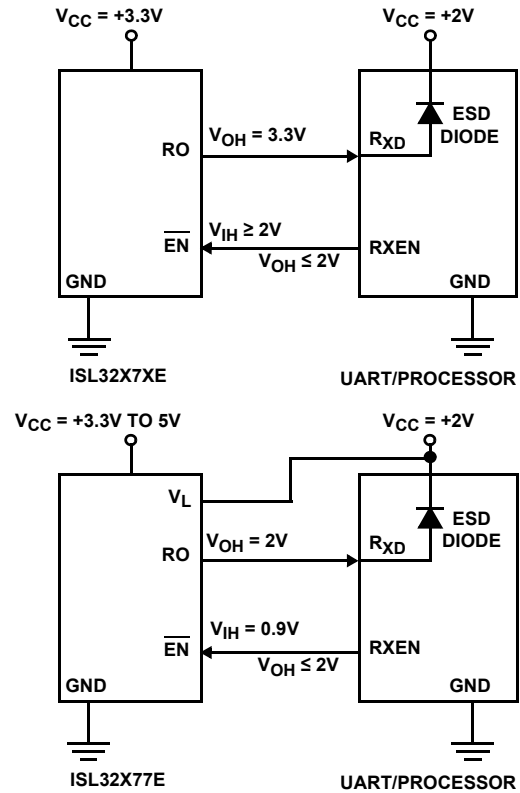 VCC = +3.3V
VCC = +2V
RO
VOH = 3.3V
RXD
ESD
DIODE
EN
VIH ≥ 2V
VOH ≤ 2V
RXEN
GND
GND
ISL32X7XE
UART/PROCESSOR
VCC = +3.3V TO 5V
VCC = +2V
VL
RO
VOH = 2V
RXD
ESD
DIODE
EN
VIH = 0.9V
VOH ≤ 2V
RXEN
GND
GND
ISL32X77E
UART/PROCESSOR